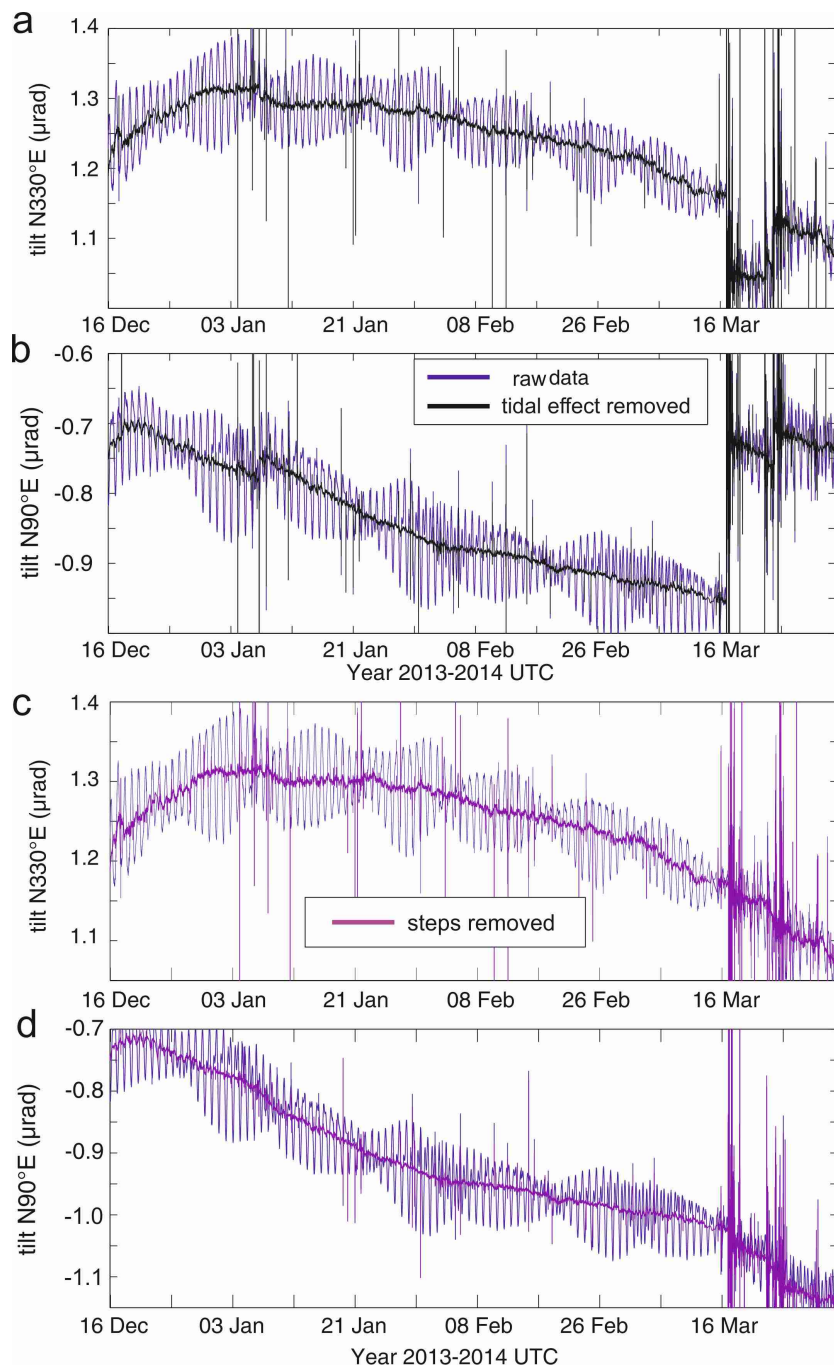 a
1.4
1.3
1.2
1.1
tilt N330°E (μrad)
16 Dec 03 Jan 21 Jan 08 Feb 26 Feb 16 Mar
b
-0.6
-0.7
-0.8
-0.9
tilt N90°E (μrad)
raw data
tidal effect removed
16 Dec 03 Jan 21 Jan 08 Feb 26 Feb 16 Mar
Year 2013-2014 UTC
c
1.4
1.3
1.2
1.1
tilt N330°E (μrad)
steps removed
16 Dec 03 Jan 21 Jan 08 Feb 26 Feb 16 Mar
d
-0.7
-0.8
-0.9
-1.0
-1.1
tilt N90°E (μrad)
16 Dec 03 Jan 21 Jan 08 Feb 26 Feb 16 Mar
Year 2013-2014 UTC